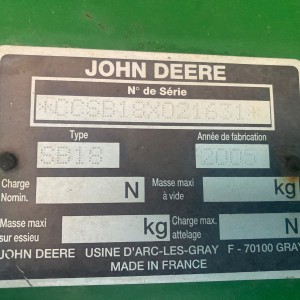 JOHN DEERE
N° de Série
*CCSB18X021631*
Type Année de fabrication
SB18 2005
Charge Nomin. N Masse maxi à vide kg
Masse maxi sur essieu kg Charge max. attelage N
JOHN DEERE USINE D'ARC-LES-GRAY F - 70100 GRAY
MADE IN FRANCE